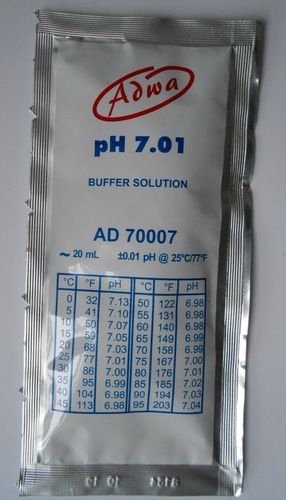 Adwa
pH 7.01
BUFFER SOLUTION
AD 70007
~ 20 mL ±0.01 pH @ 25°C/77°F
°C °F pH °C °F pH
0 32 7.13 50 122 6.98
5 41 7.10 55 131 6.98
10 50 7.07 60 140 6.98
15 59 7.05 65 149 6.99
20 68 7.03 70 158 6.99
25 77 7.01 75 167 7.00
30 86 7.00 80 176 7.01
35 95 6.99 85 185 7.02
40 104 6.98 90 194 7.03
45 113 6.98 95 203 7.04